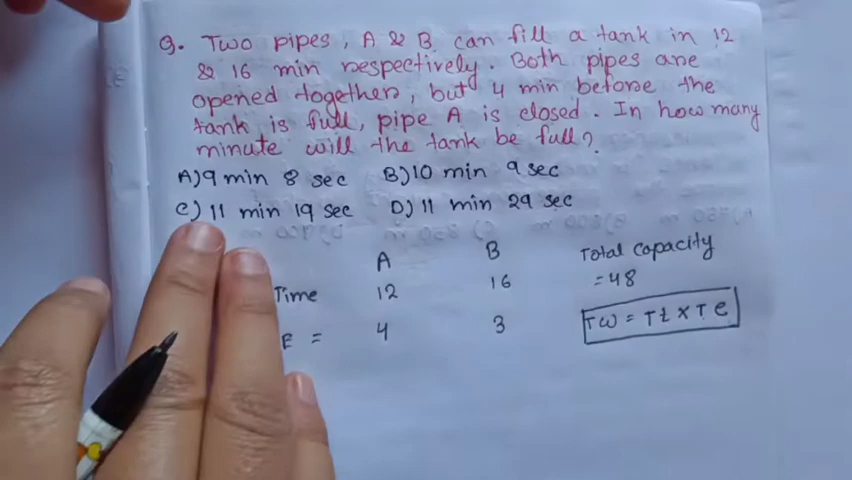 Q. Two pipes, A & B can fill a tank in 12
& 16 min respectively. Both pipes are
opened together, but 4 min before the
tank is full, pipe A is closed. In how many
minute will the tank be full?
A) 9 min 8 sec B) 10 min 9 sec
C) 11 min 19 sec D) 11 min 29 sec
A B Total capacity
Time 12 16 = 48
E = 4 3 TW = Tt x TE